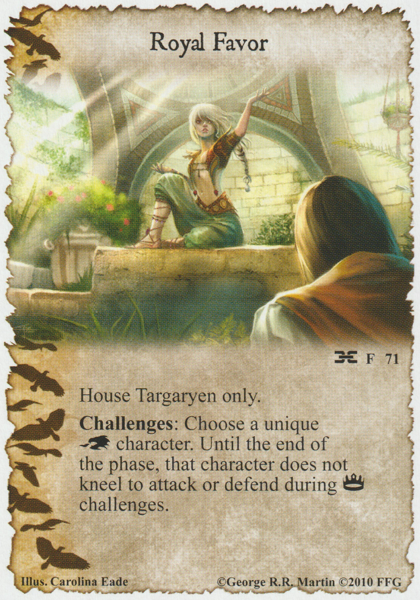 Royal Favor
F 71
House Targaryen only.
Challenges: Choose a unique
character. Until the end of
the phase, that character does not
kneel to attack or defend during
challenges.
Illus. Carolina Eade
©George R.R. Martin ©2010 FFG